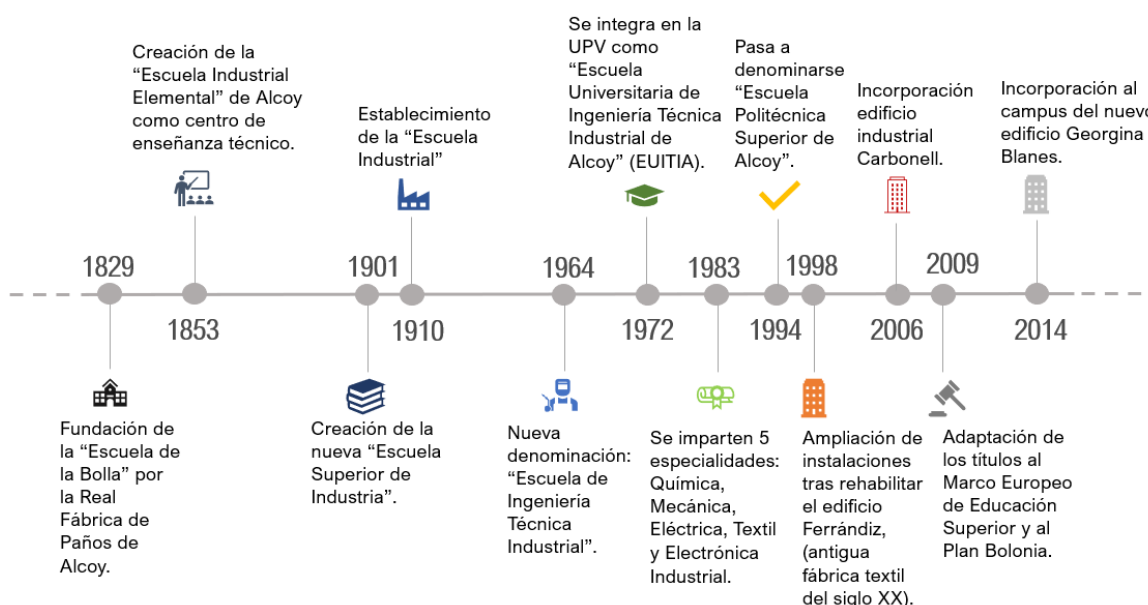 Creación de la
“Escuela Industrial
Elemental” de Alcoy
como centro de
enseñanza técnico.
Establecimiento
de la “Escuela
Industrial”
Se integra en la
UPV como
“Escuela
Universitaria de
Ingeniería Técnica
Industrial de
Alcoy” (EUITIA).
Pasa a
denominarse
“Escuela
Politécnica
Superior de
Alcoy”.
Incorporación
edificio
industrial
Carbonell.
Incorporación al
campus del nuevo
edificio Georgina
Blanes.
1829
1901
1964
1983
1998
2009
1853
1910
1972
1994
2006
2014
Fundación de
la “Escuela de
la Bolla” por
la Real
Fábrica de
Paños de
Alcoy.
Creación de la
nueva “Escuela
Superior de
Industria”.
Nueva
denominación:
“Escuela de
Ingeniería
Técnica
Industrial”.
Se imparten 5
especialidades:
Química,
Mecánica,
Eléctrica, Textil
y Electrónica
Industrial.
Ampliación de
instalaciones
tras rehabilitar
el edificio
Ferrándiz,
(antigua
fábrica textil
del siglo XX).
Adaptación de
los títulos al
Marco Europeo
de Educación
Superior y al
Plan Bolonia.